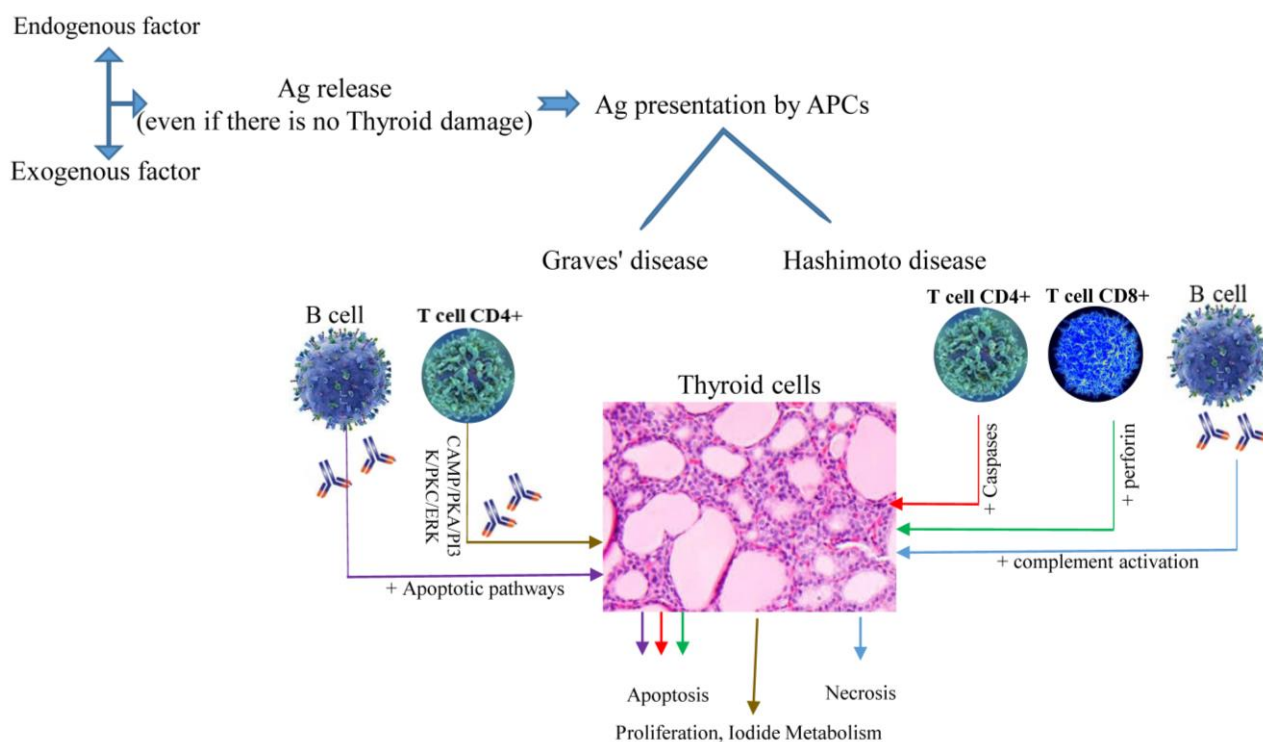 Endogenous factor
Ag release
(even if there is no Thyroid damage)
Ag presentation by APCs
Exogenous factor
Graves' disease
Hashimoto disease
B cell
T cell CD4+
T cell CD4+
T cell CD8+
B cell
Thyroid cells
CAMP/PKA/PI3
K/PKC/ERK
+ Caspases
+ perforin
+ Apoptotic pathways
+ complement activation
Apoptosis
Necrosis
Proliferation, Iodide Metabolism